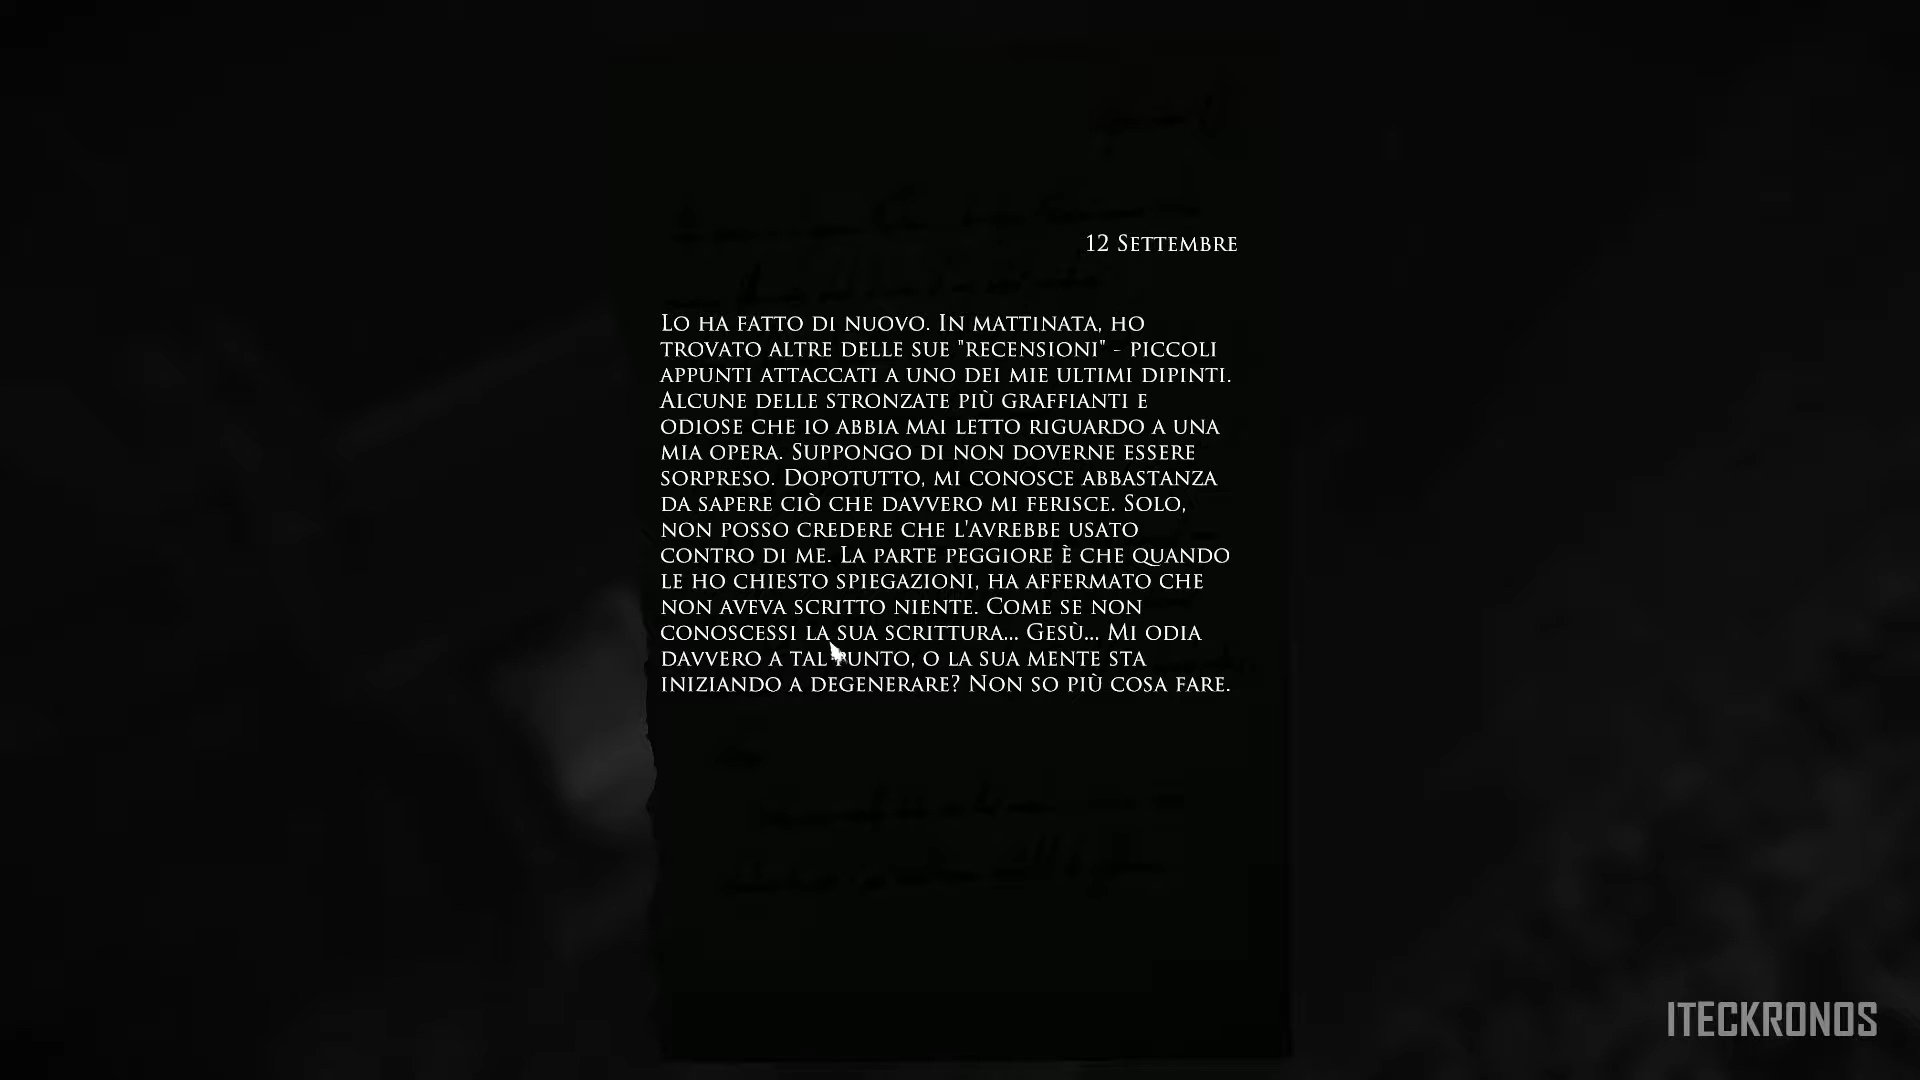 12 Settembre
Lo ha fatto di nuovo. In mattinata, ho
trovato altre delle sue "recensioni" - piccoli
appunti attaccati a uno dei mie ultimi dipinti.
Alcune delle stronzate più graffianti e
odiose che io abbia mai letto riguardo a una
mia opera. Suppongo di non doverne essere
sorpreso. Dopotutto, mi conosce abbastanza
da sapere ciò che davvero mi ferisce. Solo,
non posso credere che l'avrebbe usato
contro di me. La parte peggiore è che quando
le ho chiesto spiegazioni, ha affermato che
non aveva scritto niente. Come se non
conoscessi la sua scrittura... Gesù... Mi odia
davvero a tal punto, o la sua mente sta
iniziando a degenerare? Non so più cosa fare.
ITECKRONOS